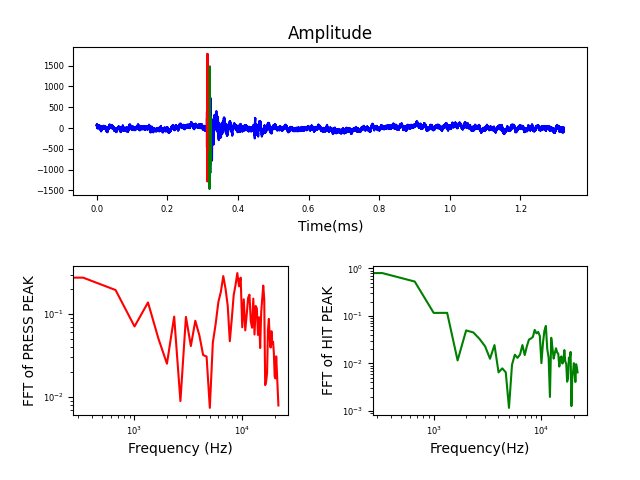 Amplitude
1500
1000
500
0
−500
−1000
−1500
0.0 0.2 0.4 0.6 0.8 1.0 1.2
Time(ms)
FFT of PRESS PEAK
10⁻¹
10⁻²
10³ 10⁴
Frequency (Hz)
FFT of HIT PEAK
10⁰
10⁻¹
10⁻²
10⁻³
10³ 10⁴
Frequency(Hz)